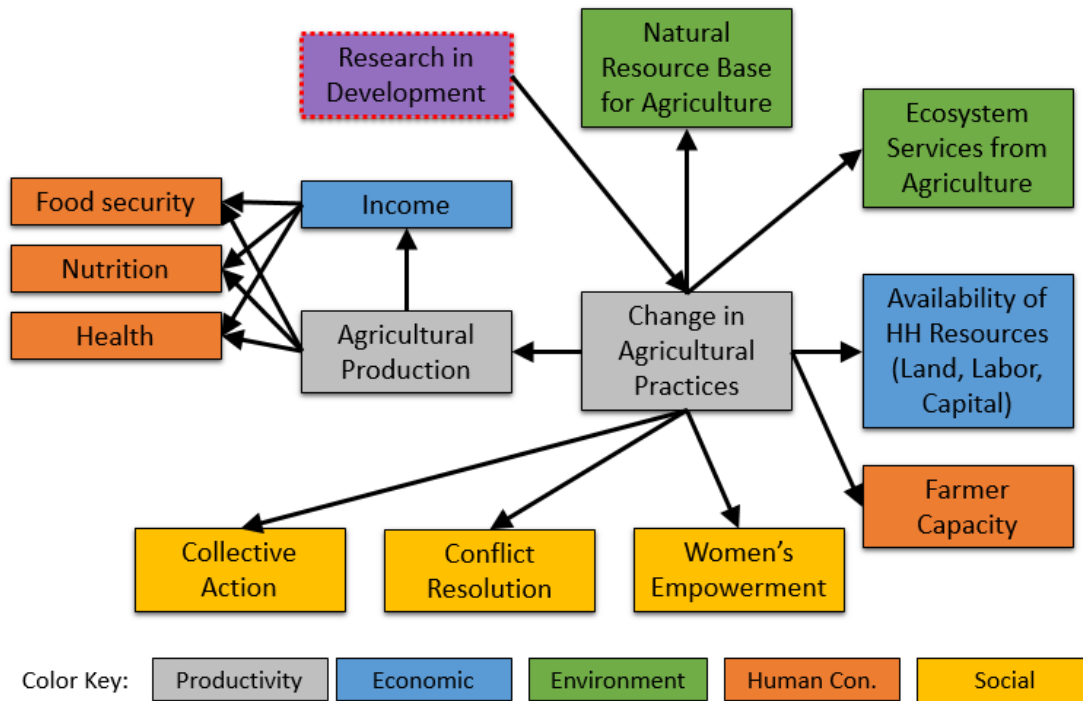 Research in
Development
Natural
Resource Base
for Agriculture
Ecosystem
Services from
Agriculture
Food security
Income
Nutrition
Health
Agricultural
Production
Change in
Agricultural
Practices
Availability of
HH Resources
(Land, Labor,
Capital)
Farmer
Capacity
Collective
Action
Conflict
Resolution
Women’s
Empowerment
Color Key:
Productivity
Economic
Environment
Human Con.
Social